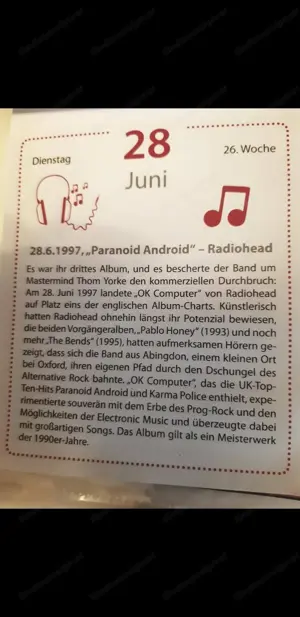 28
Dienstag
26. Woche
Juni
28.6.1997, „Paranoid Android“ – Radiohead
Es war ihr drittes Album, und es bescherte der Band um
Mastermind Thom Yorke den kommerziellen Durchbruch:
Am 28. Juni 1997 landete „OK Computer“ von Radiohead
auf Platz eins der englischen Album-Charts. Künstlerisch
hatten Radiohead ohnehin längst ihr Potenzial bewiesen,
die beiden Vorgängeralben, „Pablo Honey“ (1993) und noch
mehr „The Bends“ (1995), hatten aufmerksamen Hörern ge-
zeigt, dass sich die Band aus Abingdon, einem kleinen Ort
bei Oxford, ihren eigenen Pfad durch den Dschungel des
Alternative Rock bahnte. „OK Computer“, das die UK-Top-
Ten-Hits Paranoid Android und Karma Police enthielt, expe-
rimentierte souverän mit dem Erbe des Prog-Rock und den
Möglichkeiten der Electronic Music und überzeugte dabei
mit großartigen Songs. Das Album gilt als ein Meisterwerk
der 1990er-Jahre.